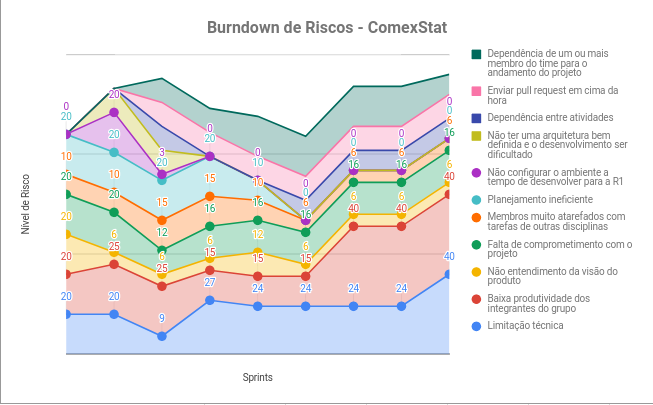 Burndown de Riscos - ComexStat
Nível de Risco
0
20
10
20
20
20
20
20
20
10
20
6
25
20
3
20
15
12
6
25
9
0
20
15
16
6
15
27
0
10
10
16
12
15
24
0
0
6
16
6
15
24
0
0
6
16
6
40
24
0
0
6
16
6
40
24
0
0
6
16
6
40
40
Sprints
Dependência de um ou mais
membro do time para o
andamento do projeto
Enviar pull request em cima da
hora
Dependência entre atividades
Não ter uma arquitetura bem
definida e o desenvolvimento ser
dificultado
Não configurar o ambiente a
tempo de desenvolver para a R1
Planejamento ineficiente
Membros muito atarefados com
tarefas de outras disciplinas
Falta de comprometimento com o
projeto
Não entendimento da visão do
produto
Baixa produtividade dos
integrantes do grupo
Limitação técnica